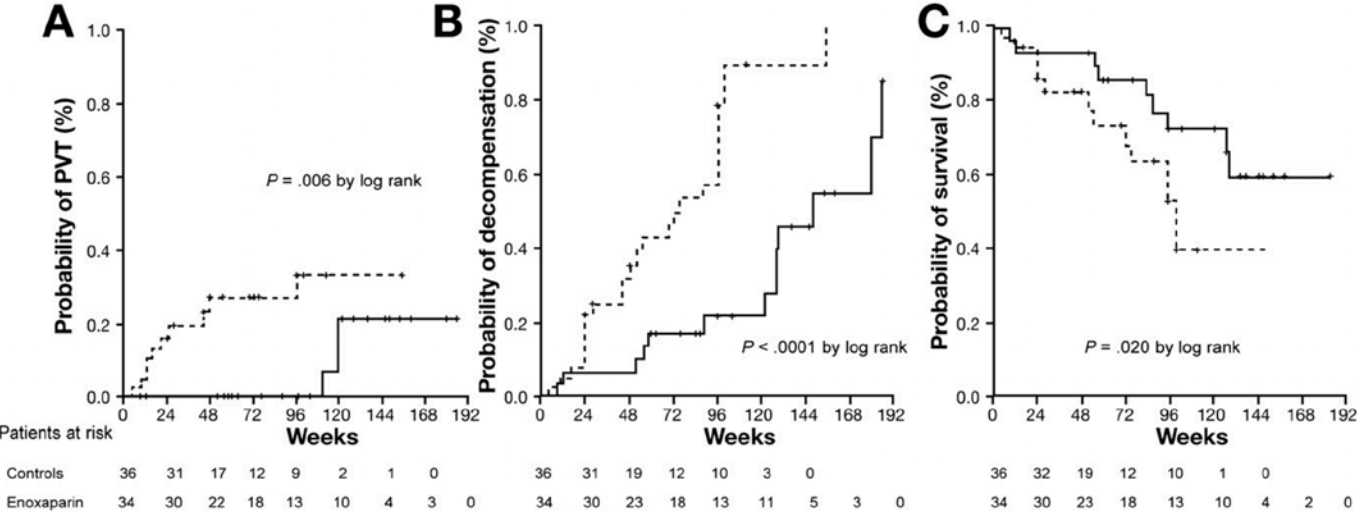 A
Probability of PVT (%)
1.0
0.8
0.6
0.4
0.2
0.0
P = .006 by log rank
0 24 48 72 96 120 144 168 192
Weeks
B
Probability of decompensation (%)
1.0
0.8
0.6
0.4
0.2
0.0
P < .0001 by log rank
0 24 48 72 96 120 144 168 192
Weeks
C
Probability of survival (%)
1.0
0.8
0.6
0.4
0.2
0.0
P = .020 by log rank
0 24 48 72 96 120 144 168 192
Weeks
Patients at risk
Controls 36 31 17 12 9 2 1 0 36 31 19 12 10 3 0 36 32 19 12 10 1 0
Enoxaparin 34 30 22 18 13 10 4 3 0 34 30 23 18 13 11 5 3 0 34 30 23 18 13 10 4 2 0